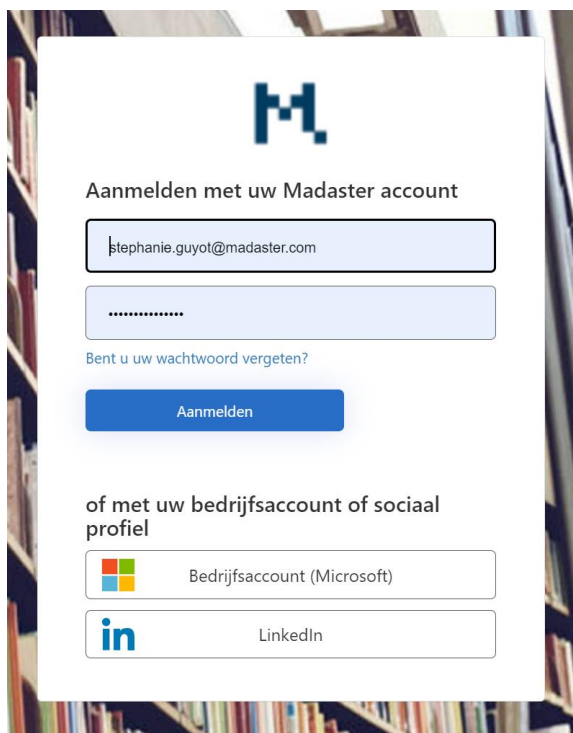 M.
Aanmelden met uw Madaster account
stephanie.guyot@madaster.com
•••••••••••••••
Bent u uw wachtwoord vergeten?
Aanmelden
of met uw bedrijfsaccount of sociaal
profiel
Bedrijfsaccount (Microsoft)
in
LinkedIn